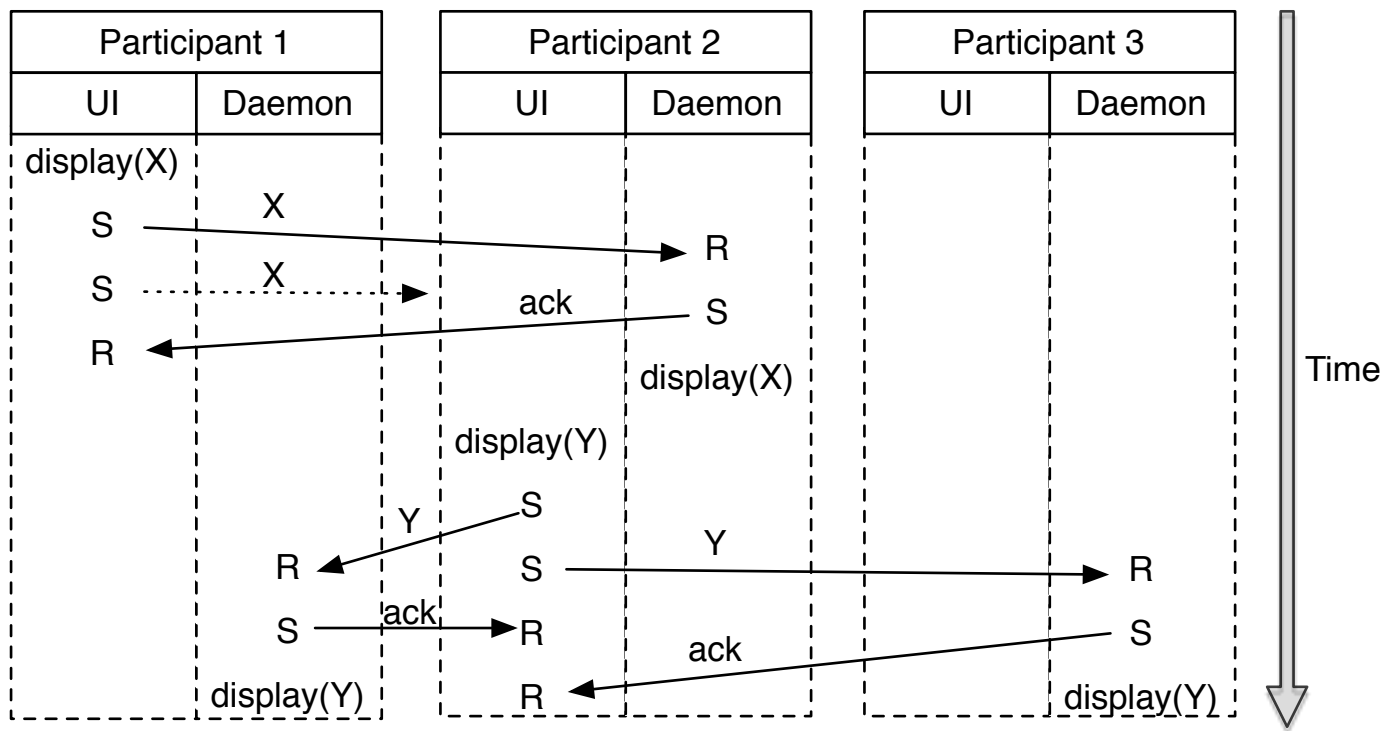 Participant 1 Participant 2 Participant 3
UI Daemon UI Daemon UI Daemon
display(X)
X
S R
X
S ack S
R
display(X) Time
display(Y)
S
Y Y
R S R
S ack R S
ack
display(Y) R display(Y)